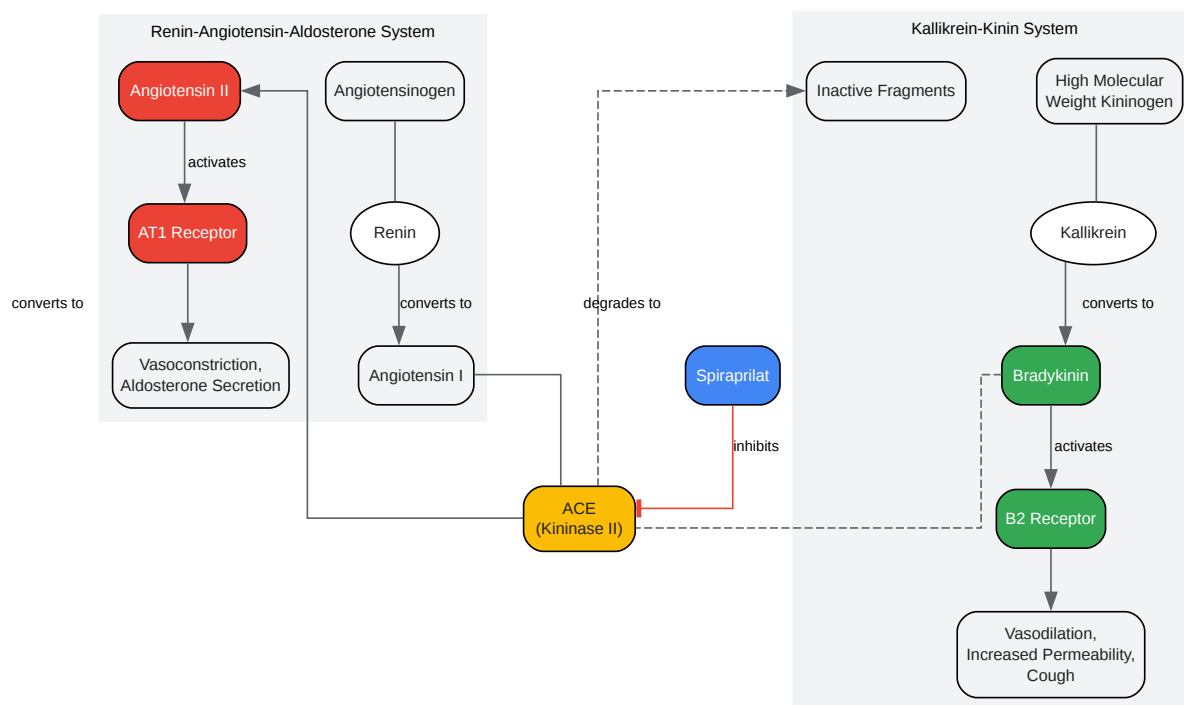 Renin-Angiotensin-Aldosterone System
Kallikrein-Kinin System
Angiotensin II
Angiotensinogen
Inactive Fragments
High Molecular
Weight Kininogen
activates
AT1 Receptor
Renin
Kallikrein
converts to
converts to
degrades to
converts to
Vasoconstriction,
Aldosterone Secretion
Angiotensin I
Spiraprilat
Bradykinin
inhibits
activates
ACE
(Kininase II)
B2 Receptor
Vasodilation,
Increased Permeability,
Cough